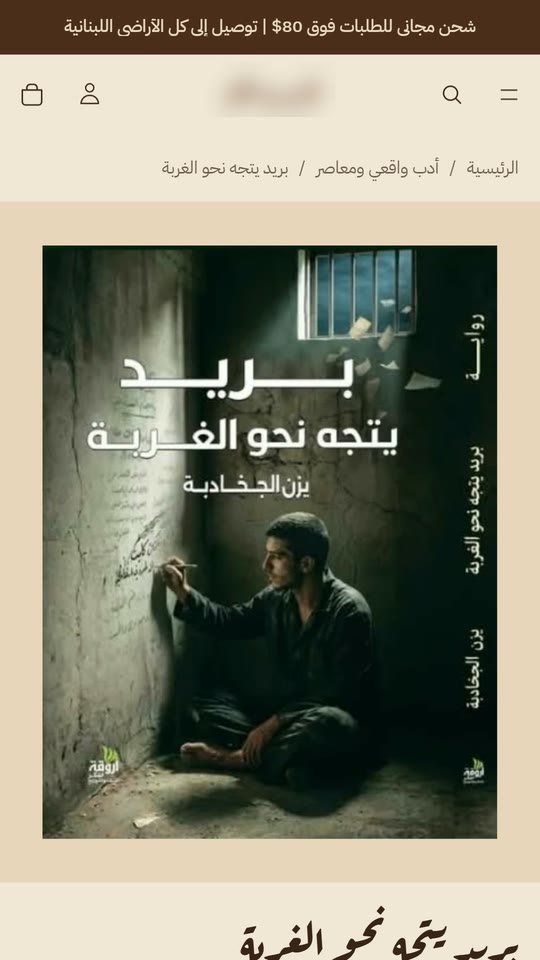 شحن مجاني للطلبات فوق 80$ | توصيل إلى كل الأراضي اللبنانية
الرئيسية / أدب واقعي ومعاصر / بريد يتجه نحو الغربة
بريد
يتجه نحو الغربة
يزن الجخادبة
رواية
بريد يتجه نحو الغربة
يزن الجخادبة
أروقة
أروقة
بريد يتجه نحو الغربة